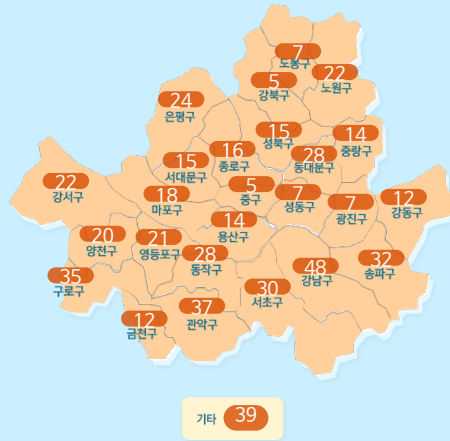 7
도봉구
5
강북구
22
노원구
24
은평구
15
성북구
14
중랑구
16
종로구
28
동대문구
15
서대문구
22
강서구
18
마포구
5
중구
7
성동구
7
광진구
12
강동구
14
용산구
20
양천구
21
영등포구
28
동작구
48
강남구
32
송파구
35
구로구
30
서초구
12
금천구
37
관악구
기타 39